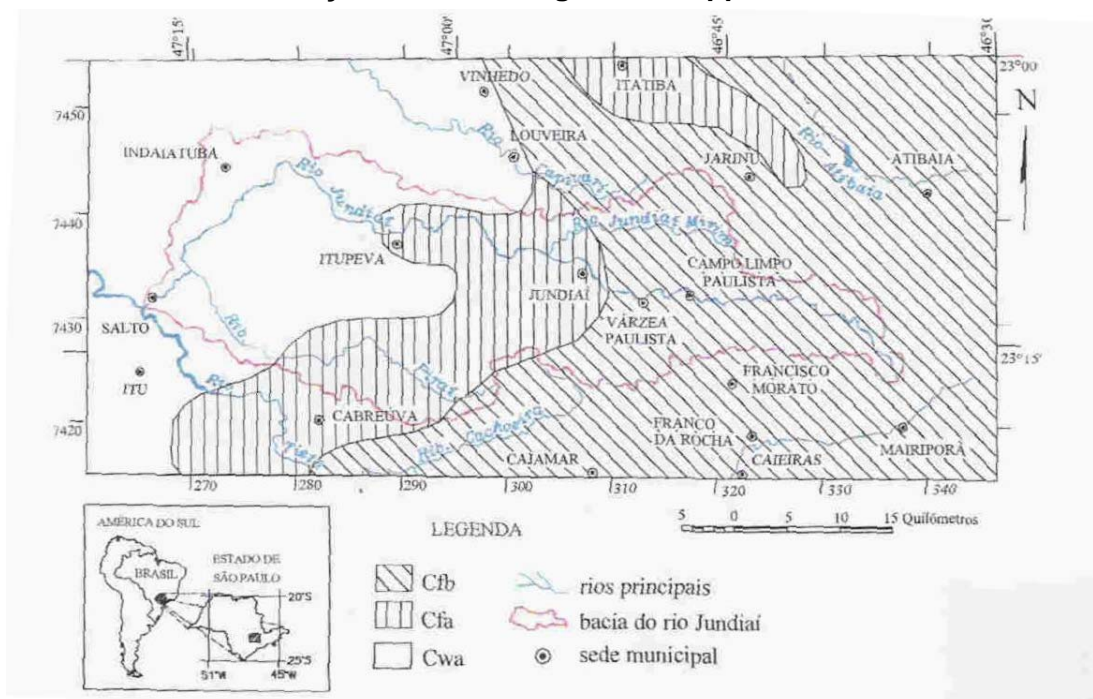 47°15'
47°00'
46°45'
46°30'
23°00'
VINHEDO
ITATIBA
N
7450
LOUVEIRA
Rio
INDAIATUBA
JARINU
Rio Atibaia
ATIBAIA
Rio Jundiaí
Capivari
7440
Rio Jundiaí Mirim
ITUPEVA
CAMPO LIMPO
PAULISTA
JUNDIAÍ
SALTO
7430
Rio
VÁRZEA
PAULISTA
23°15'
ITU
Piraí
FRANCISCO
MORATO
Rio
CABREÚVA
7420
Rib. Cachoeira
FRANCO
DA ROCHA
Tietê
CAJAMAR
CAIEIRAS
MAIRIPORÃ
270
280
290
300
310
320
330
340
5 0 5 10 15 Quilómetros
AMÉRICA DO SUL
BRASIL
ESTADO DE
SÃO PAULO
20°S
25°S
51°W
45°W
LEGENDA
Cfb
Cfa
Cwa
rios principais
bacia do rio Jundiaí
sede municipal